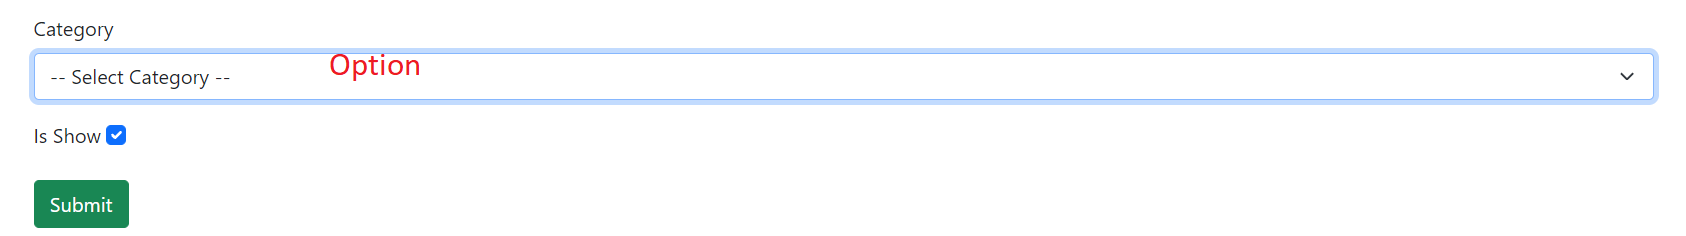 Category
-- Select Category --
Option
Is Show
Submit